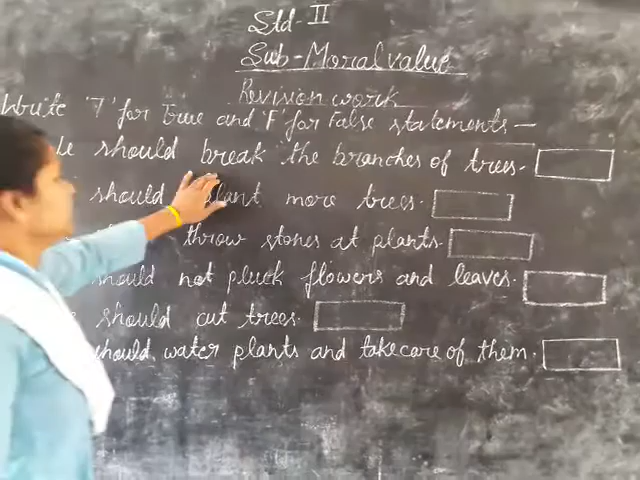 Std - II
Sub - Moral value
Revision work
Write 'T' for True and 'F' for False statements —
should break the branches of trees.
should plant more trees.
throw stones at plants.
should not pluck flowers and leaves.
should cut trees.
should water plants and takecare of them.